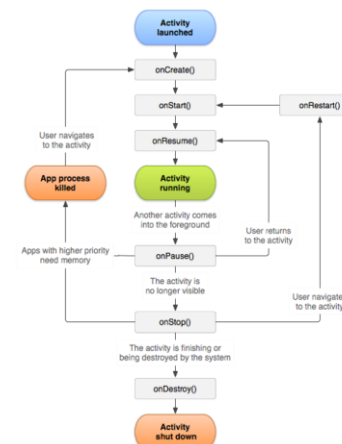 Activity
launched
onCreate()
onStart()
onRestart()
User navigates
to the activity
onResume()
App process
killed
Activity
running
Another activity comes
into the foreground
User returns
to the activity
Apps with higher priority
need memory
onPause()
The activity is
no longer visible
User navigates
to the activity
onStop()
The activity is finishing or
being destroyed by the system
onDestroy()
Activity
shut down